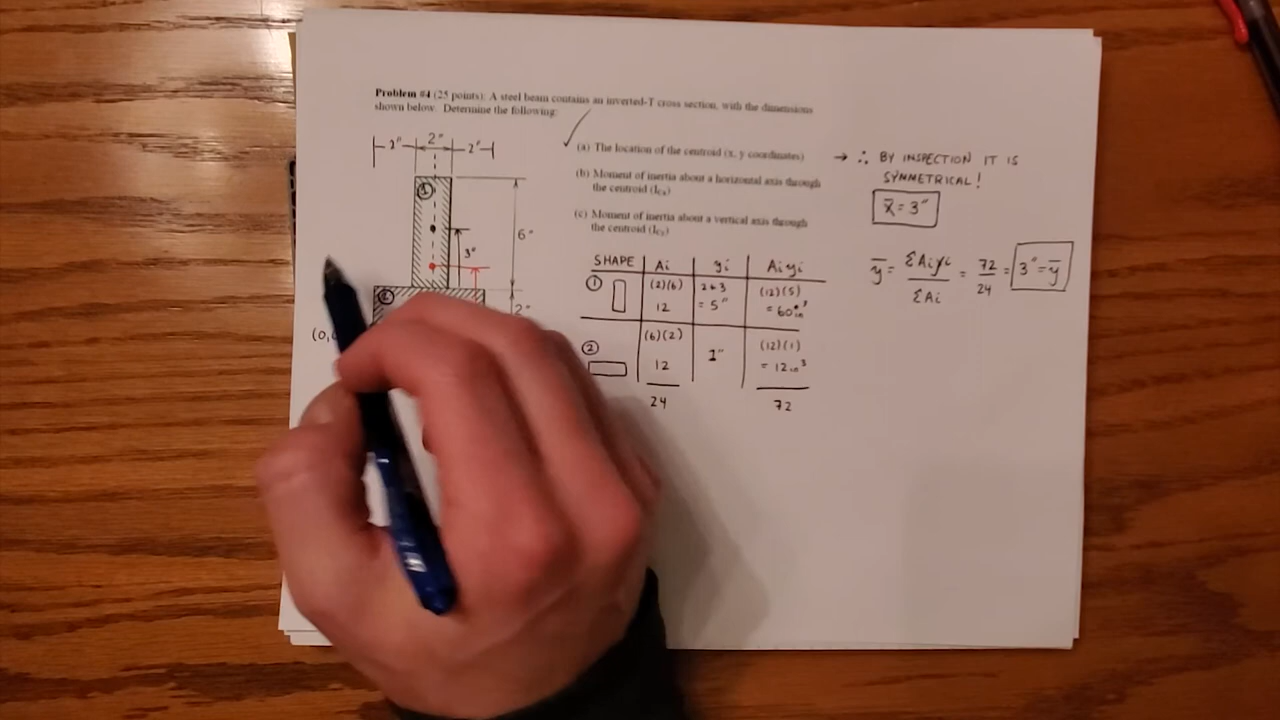 Problem #4 (25 points): A steel beam contains an inverted-T cross section, with the dimensions
shown below. Determine the following:
(a) The location of the centroid (x, y coordinates)
(b) Moment of inertia about a horizontal axis through
the centroid (Icx)
(c) Moment of inertia about a vertical axis through
the centroid (Icy)
2" 2" 2"
1
6"
3"
2
2"
(0,
→ ∴ BY INSPECTION IT IS
SYMMETRICAL!
x̄ = 3"
ȳ = ΣAiyi / ΣAi = 72/24 = 3" = ȳ
SHAPE Ai yi Aiyi
1 (2)(6) 2+3 (12)(5)
12 = 5" = 60in³
2 (6)(2) 1" (12)(1)
12 = 12in³
24 72